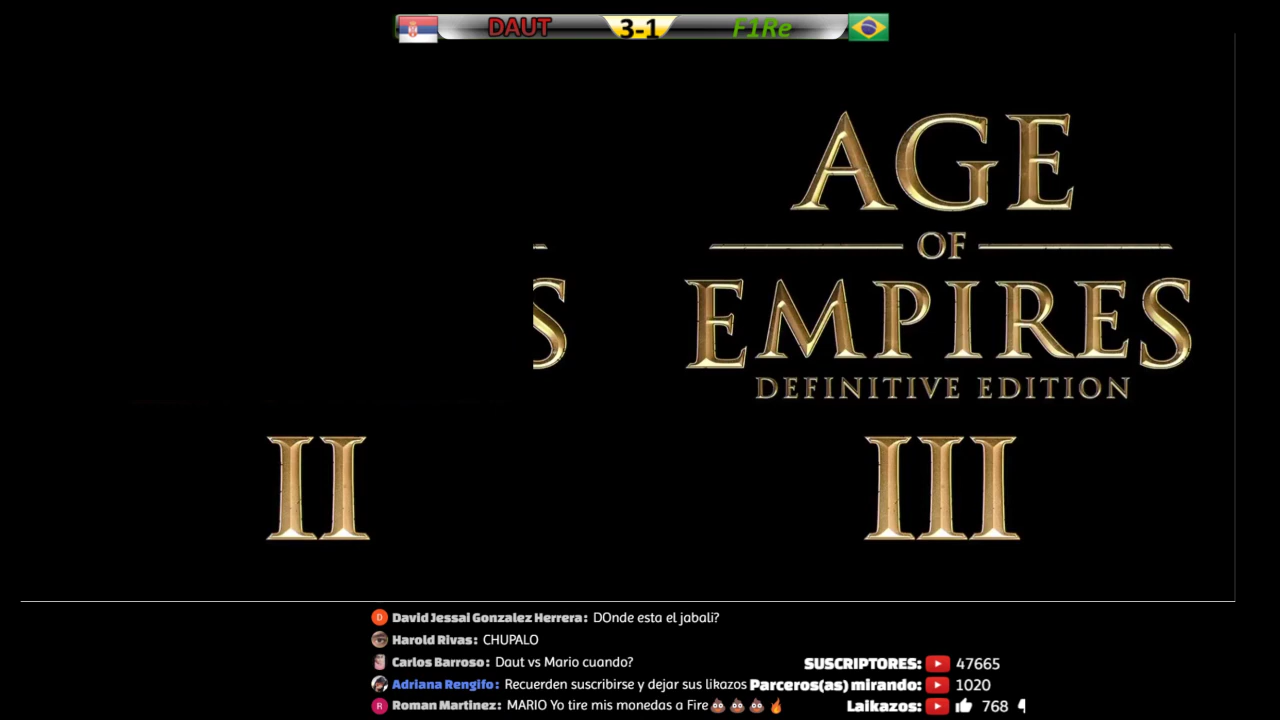 DAUT 3-1 F1Re
AGE
OF
S EMPIRES
DEFINITIVE EDITION
II III
David Jessai Gonzalez Herrera: DOnde esta el jabali?
Harold Rivas: CHUPALO
Carlos Barroso: Daut vs Mario cuando?
Adriana Rengifo: Recuerden suscribirse y dejar sus likazos
Roman Martinez: MARIO Yo tire mis monedas a Fire💩💩💩🔥
SUSCRIPTORES: 47665
Parceros(as) mirando: 1020
Laikazos: 768